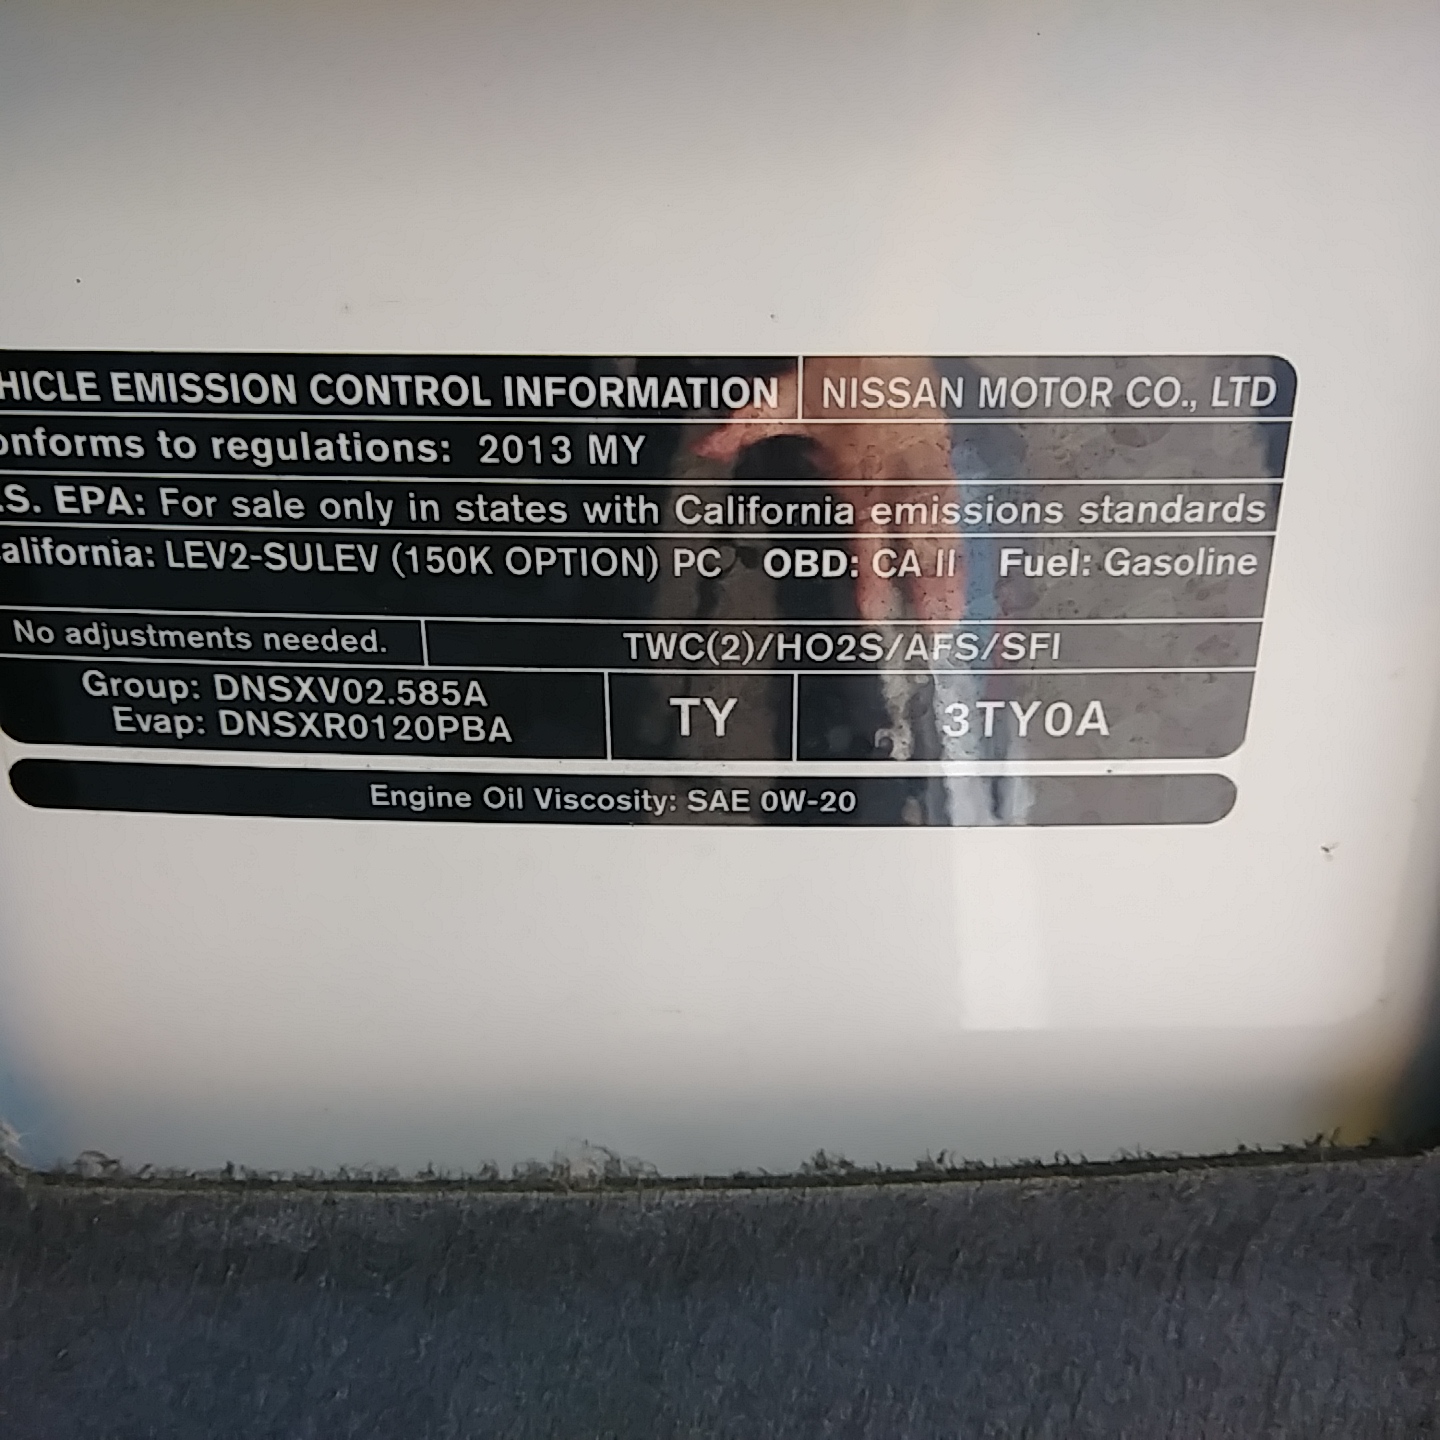 HICLE EMISSION CONTROL INFORMATION NISSAN MOTOR CO., LTD
onforms to regulations: 2013 MY
.S. EPA: For sale only in states with California emissions standards
alifornia: LEV2-SULEV (150K OPTION) PC OBD: CA II Fuel: Gasoline
No adjustments needed. TWC(2)/HO2S/AFS/SFI
Group: DNSXV02.585A
Evap: DNSXR0120PBA
TY 3TY0A
Engine Oil Viscosity: SAE 0W-20